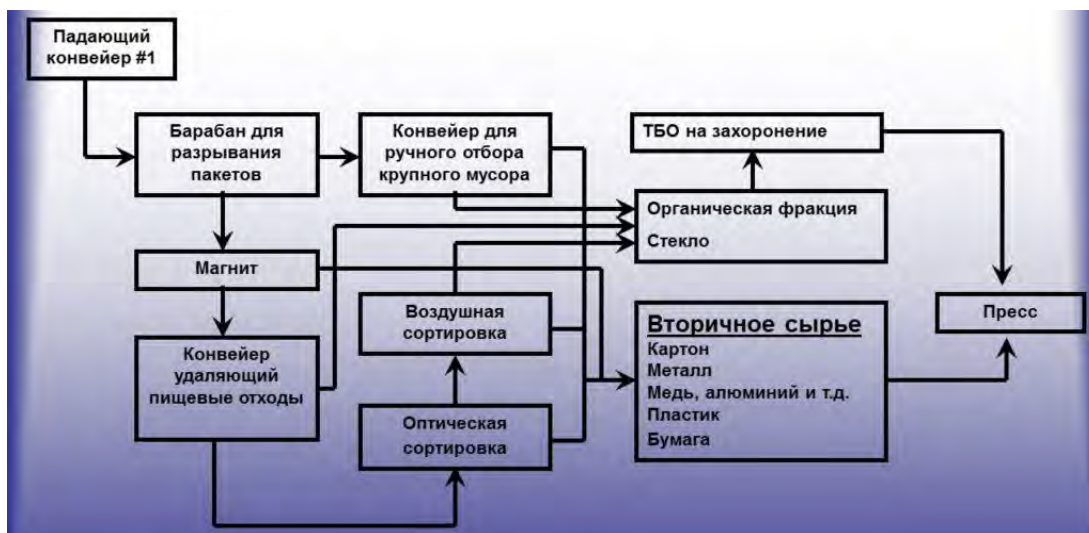 Падающий
конвейер #1
Барабан для
разрывания
пакетов
Конвейер для
ручного отбора
крупного мусора
ТБО на захоронение
Органическая фракция
Стекло
Магнит
Воздушная
сортировка
Пресс
Вторичное сырье
Картон
Металл
Медь, алюминий и т.д.
Пластик
Бумага
Конвейер
удаляющий
пищевые отходы
Оптическая
сортировка